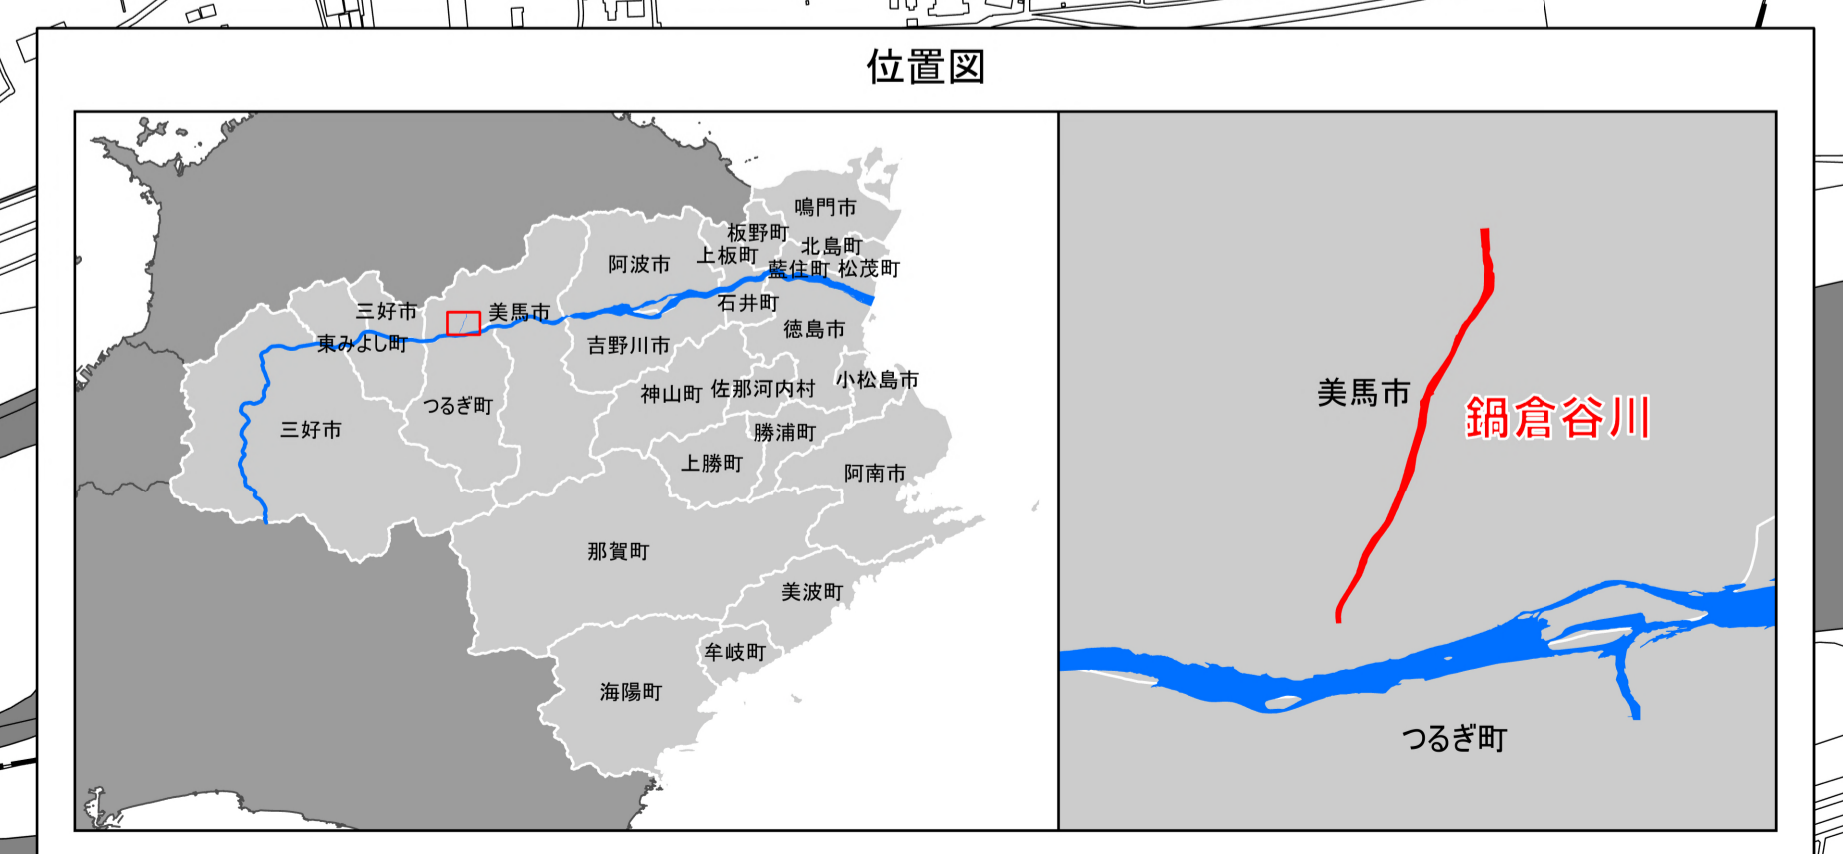 位置図
鳴門市
板野町
北島町
上板町
阿波市
藍住町
松茂町
石井町
三好市
美馬市
徳島市
東みよし町
吉野川市
小松島市
神山町
佐那河内村
つるぎ町
三好市
勝浦町
上勝町
阿南市
那賀町
美波町
牟岐町
海陽町
美馬市
鍋倉谷川
つるぎ町